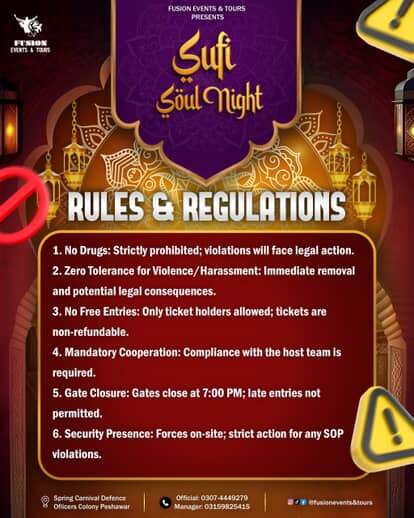 FUSION EVENTS & TOURS
PRESENTS
FUSION
EVENTS & TOURS
Sufi
Söul Night
RULES & REGULATIONS
1. No Drugs: Strictly prohibited; violations will face legal action.
2. Zero Tolerance for Violence/Harassment: Immediate removal
and potential legal consequences.
3. No Free Entries: Only ticket holders allowed; tickets are
non-refundable.
4. Mandatory Cooperation: Compliance with the host team is
required.
5. Gate Closure: Gates close at 7:00 PM; late entries not
permitted.
6. Security Presence: Forces on-site; strict action for any SOP
violations.
Spring Carnival Defence
Officers Colony Peshawar
Official: 0307-4449279
Manager: 03159825415
@fusionevents&tours